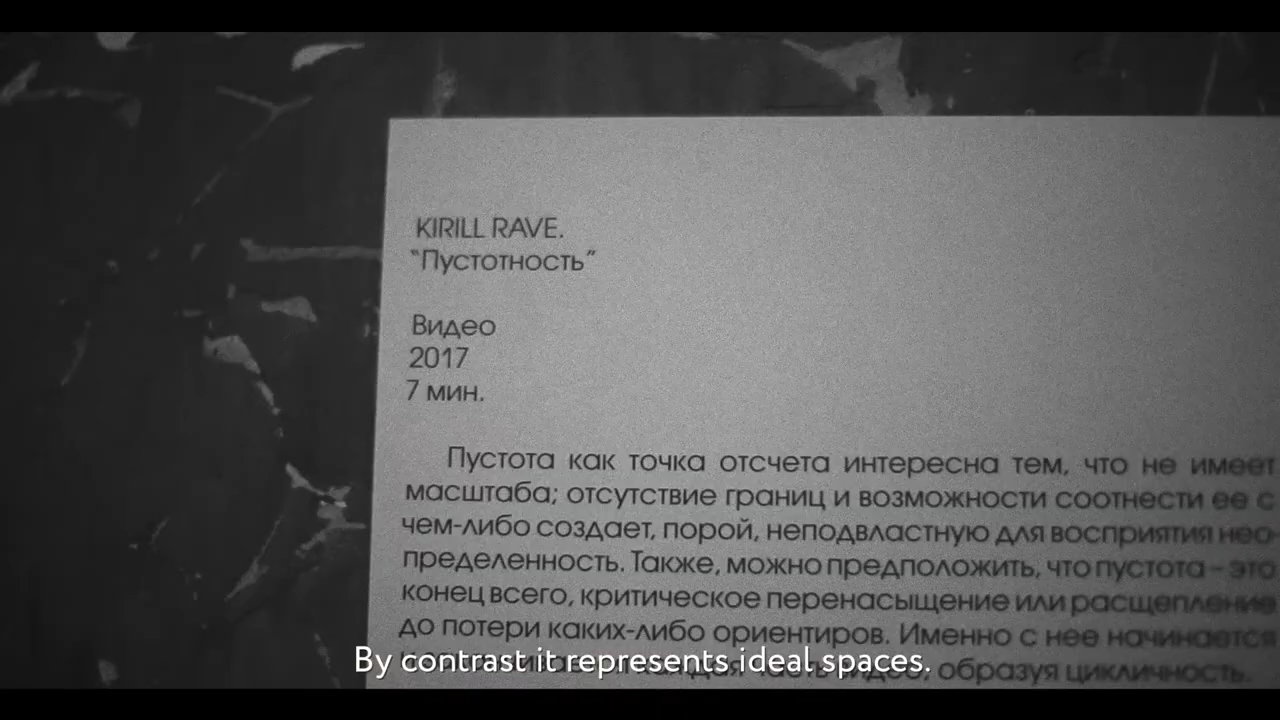 KIRILL RAVE.
"Пустотность"
Видео
2017
7 мин.
Пустота как точка отсчета интересна тем, что не имеет
масштаба; отсутствие границ и возможности соотнести ее с
чем-либо создает, порой, неподвластную для восприятия нео-
пределенность. Также, можно предположить, что пустота – это
конец всего, критическое перенасыщение или расщепление
до потери каких-либо ориентиров. Именно с нее начинается
часть видео, образуя цикличность.
By contrast it represents ideal spaces.